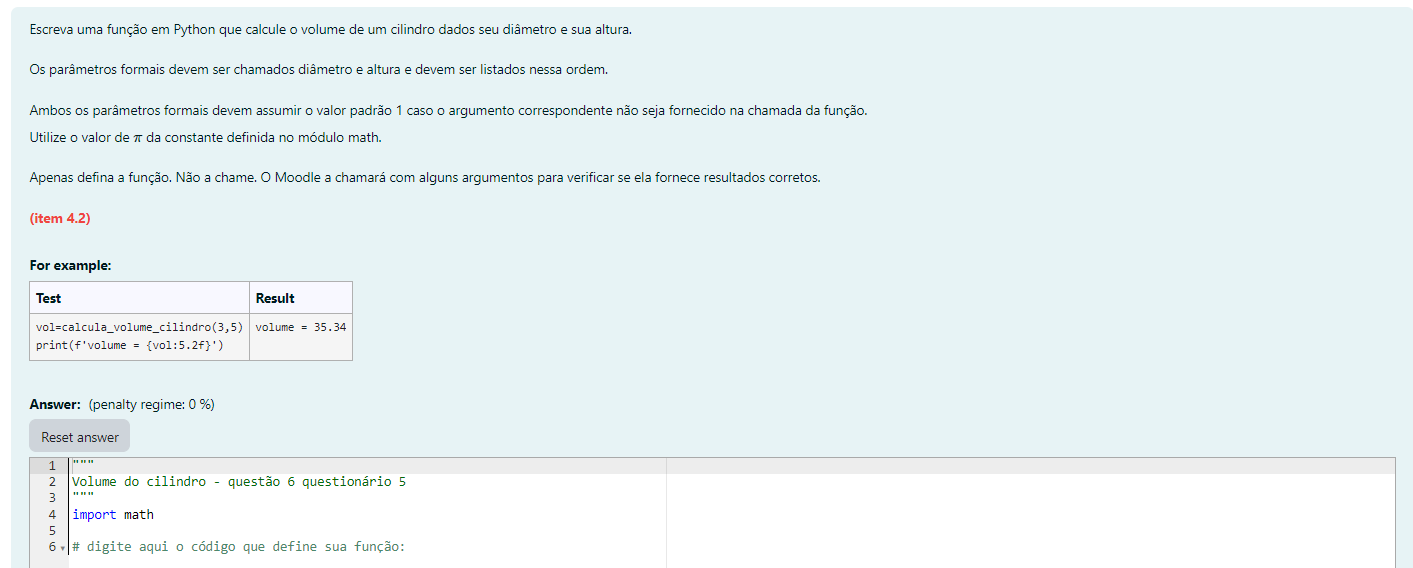 Escreva uma função em Python que calcule o volume de um cilindro dados seu diâmetro e sua altura.
Os parâmetros formais devem ser chamados diâmetro e altura e devem ser listados nessa ordem.
Ambos os parâmetros formais devem assumir o valor padrão 1 caso o argumento correspondente não seja fornecido na chamada da função.
Utilize o valor de π da constante definida no módulo math.
Apenas defina a função. Não a chame. O Moodle a chamará com alguns argumentos para verificar se ela fornece resultados corretos.
(item 4.2)
For example:
Test Result
vol=calcula_volume_cilindro(3,5) volume = 35.34
print(f'volume = {vol:5.2f}')
Answer: (penalty regime: 0 %)
Reset answer
1 """
2 Volume do cilindro - questão 6 questionário 5
3 """
4 import math
5
6 # digite aqui o código que define sua função: